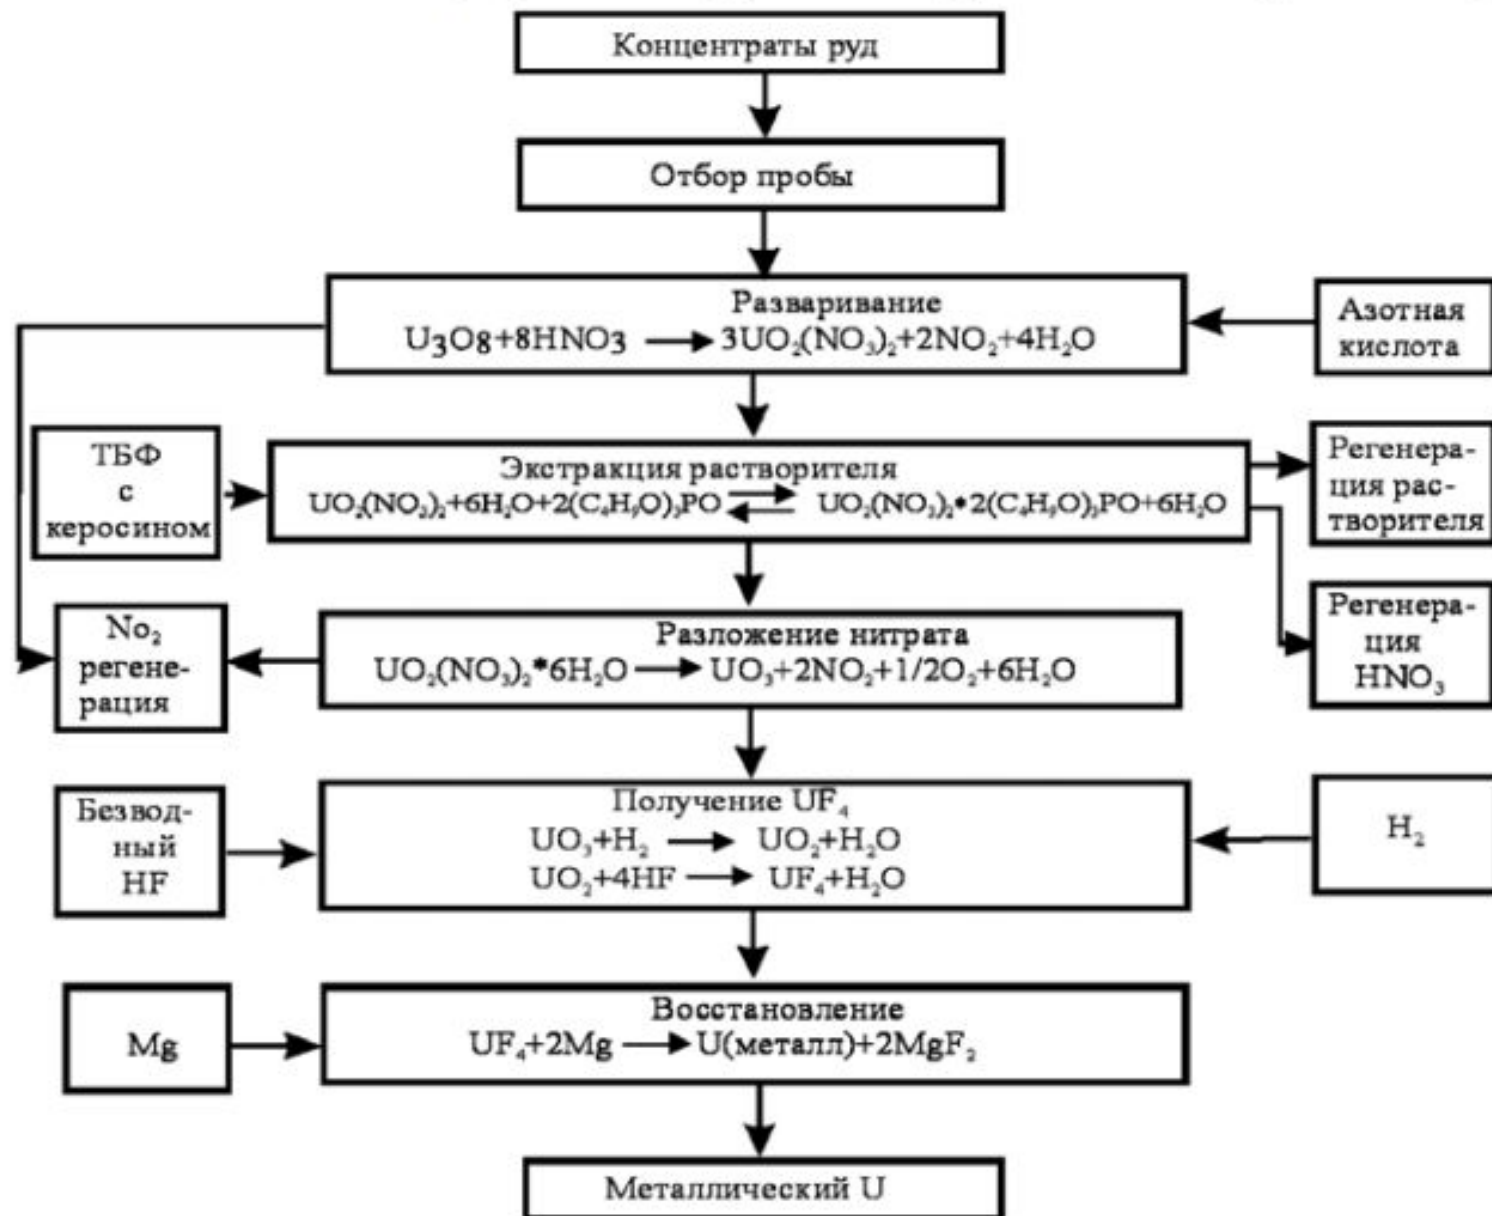 Концентраты руд
Отбор пробы
Разваривание
U₃O₈+8HNO₃ → 3UO₂(NO₃)₂+2NO₂+4H₂O
Азотная
кислота
ТБФ
с
керосином
Экстракция растворителя
UO₂(NO₃)₂+6H₂O+2(C₄H₉O)₃PO ⇄ UO₂(NO₃)₂*2(C₄H₉O)₃PO+6H₂O
Регенера-
ция рас-
творителя
Регенера-
ция
HNO₃
No₂
регене-
рация
Разложение нитрата
UO₂(NO₃)₂*6H₂O → UO₃+2NO₂+1/2O₂+6H₂O
Безвод-
ный
HF
Получение UF₄
UO₃+H₂ → UO₂+H₂O
UO₂+4HF → UF₄+H₂O
H₂
Mg
Восстановление
UF₄+2Mg → U(металл)+2MgF₂
Металлический U